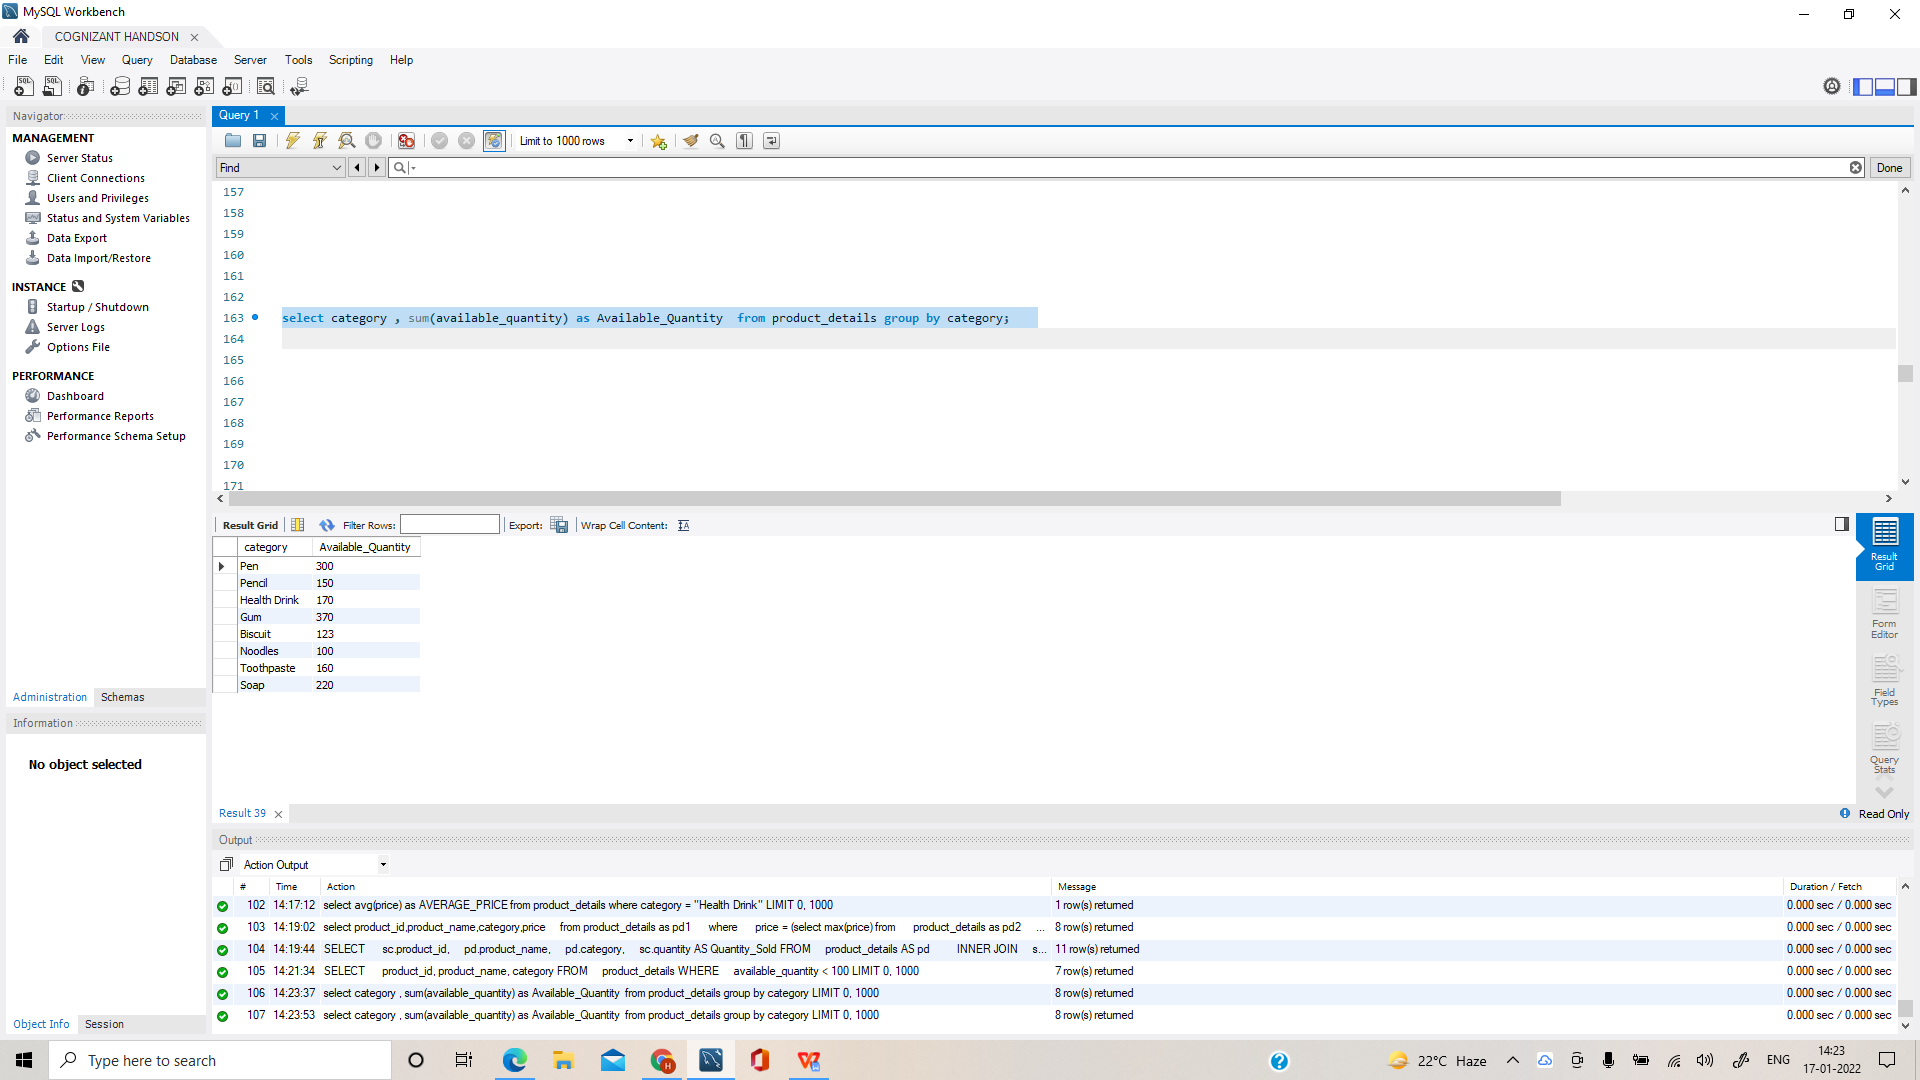 MySQL Workbench
COGNIZANT HANDSON
File Edit View Query Database Server Tools Scripting Help
Navigator
MANAGEMENT
Server Status
Client Connections
Users and Privileges
Status and System Variables
Data Export
Data Import/Restore
INSTANCE
Startup / Shutdown
Server Logs
Options File
PERFORMANCE
Dashboard
Performance Reports
Performance Schema Setup
Administration Schemas
Information
No object selected
Object Info Session
Query 1
Limit to 1000 rows
Find Done
157
158
159
160
161
162
163 select category , sum(available_quantity) as Available_Quantity  from product_details group by category;
164
165
166
167
168
169
170
171
Result Grid Filter Rows: Export: Wrap Cell Content:
category Available_Quantity
Pen 300
Pencil 150
Health Drink 170
Gum 370
Biscuit 123
Noodles 100
Toothpaste 160
Soap 220
Result Grid
Form Editor
Field Types
Query Stats
Result 39 Read Only
Output
Action Output
# Time Action Message Duration / Fetch
102 14:17:12 select avg(price) as AVERAGE_PRICE from product_details where category = "Health Drink" LIMIT 0, 1000 1 row(s) returned 0.000 sec / 0.000 sec
103 14:19:02 select product_id,product_name,category,price from product_details as pd1 where price = (select max(price) from product_details as pd2 ... 8 row(s) returned 0.000 sec / 0.000 sec
104 14:19:44 SELECT sc.product_id, pd.product_name, pd.category, sc.quantity AS Quantity_Sold FROM product_details AS pd INNER JOIN s... 11 row(s) returned 0.000 sec / 0.000 sec
105 14:21:34 SELECT product_id, product_name, category FROM product_details WHERE available_quantity < 100 LIMIT 0, 1000 7 row(s) returned 0.000 sec / 0.000 sec
106 14:23:37 select category , sum(available_quantity) as Available_Quantity from product_details group by category LIMIT 0, 1000 8 row(s) returned 0.000 sec / 0.000 sec
107 14:23:53 select category , sum(available_quantity) as Available_Quantity from product_details group by category LIMIT 0, 1000 8 row(s) returned 0.000 sec / 0.000 sec
Type here to search
22°C Haze
ENG
14:23
17-01-2022